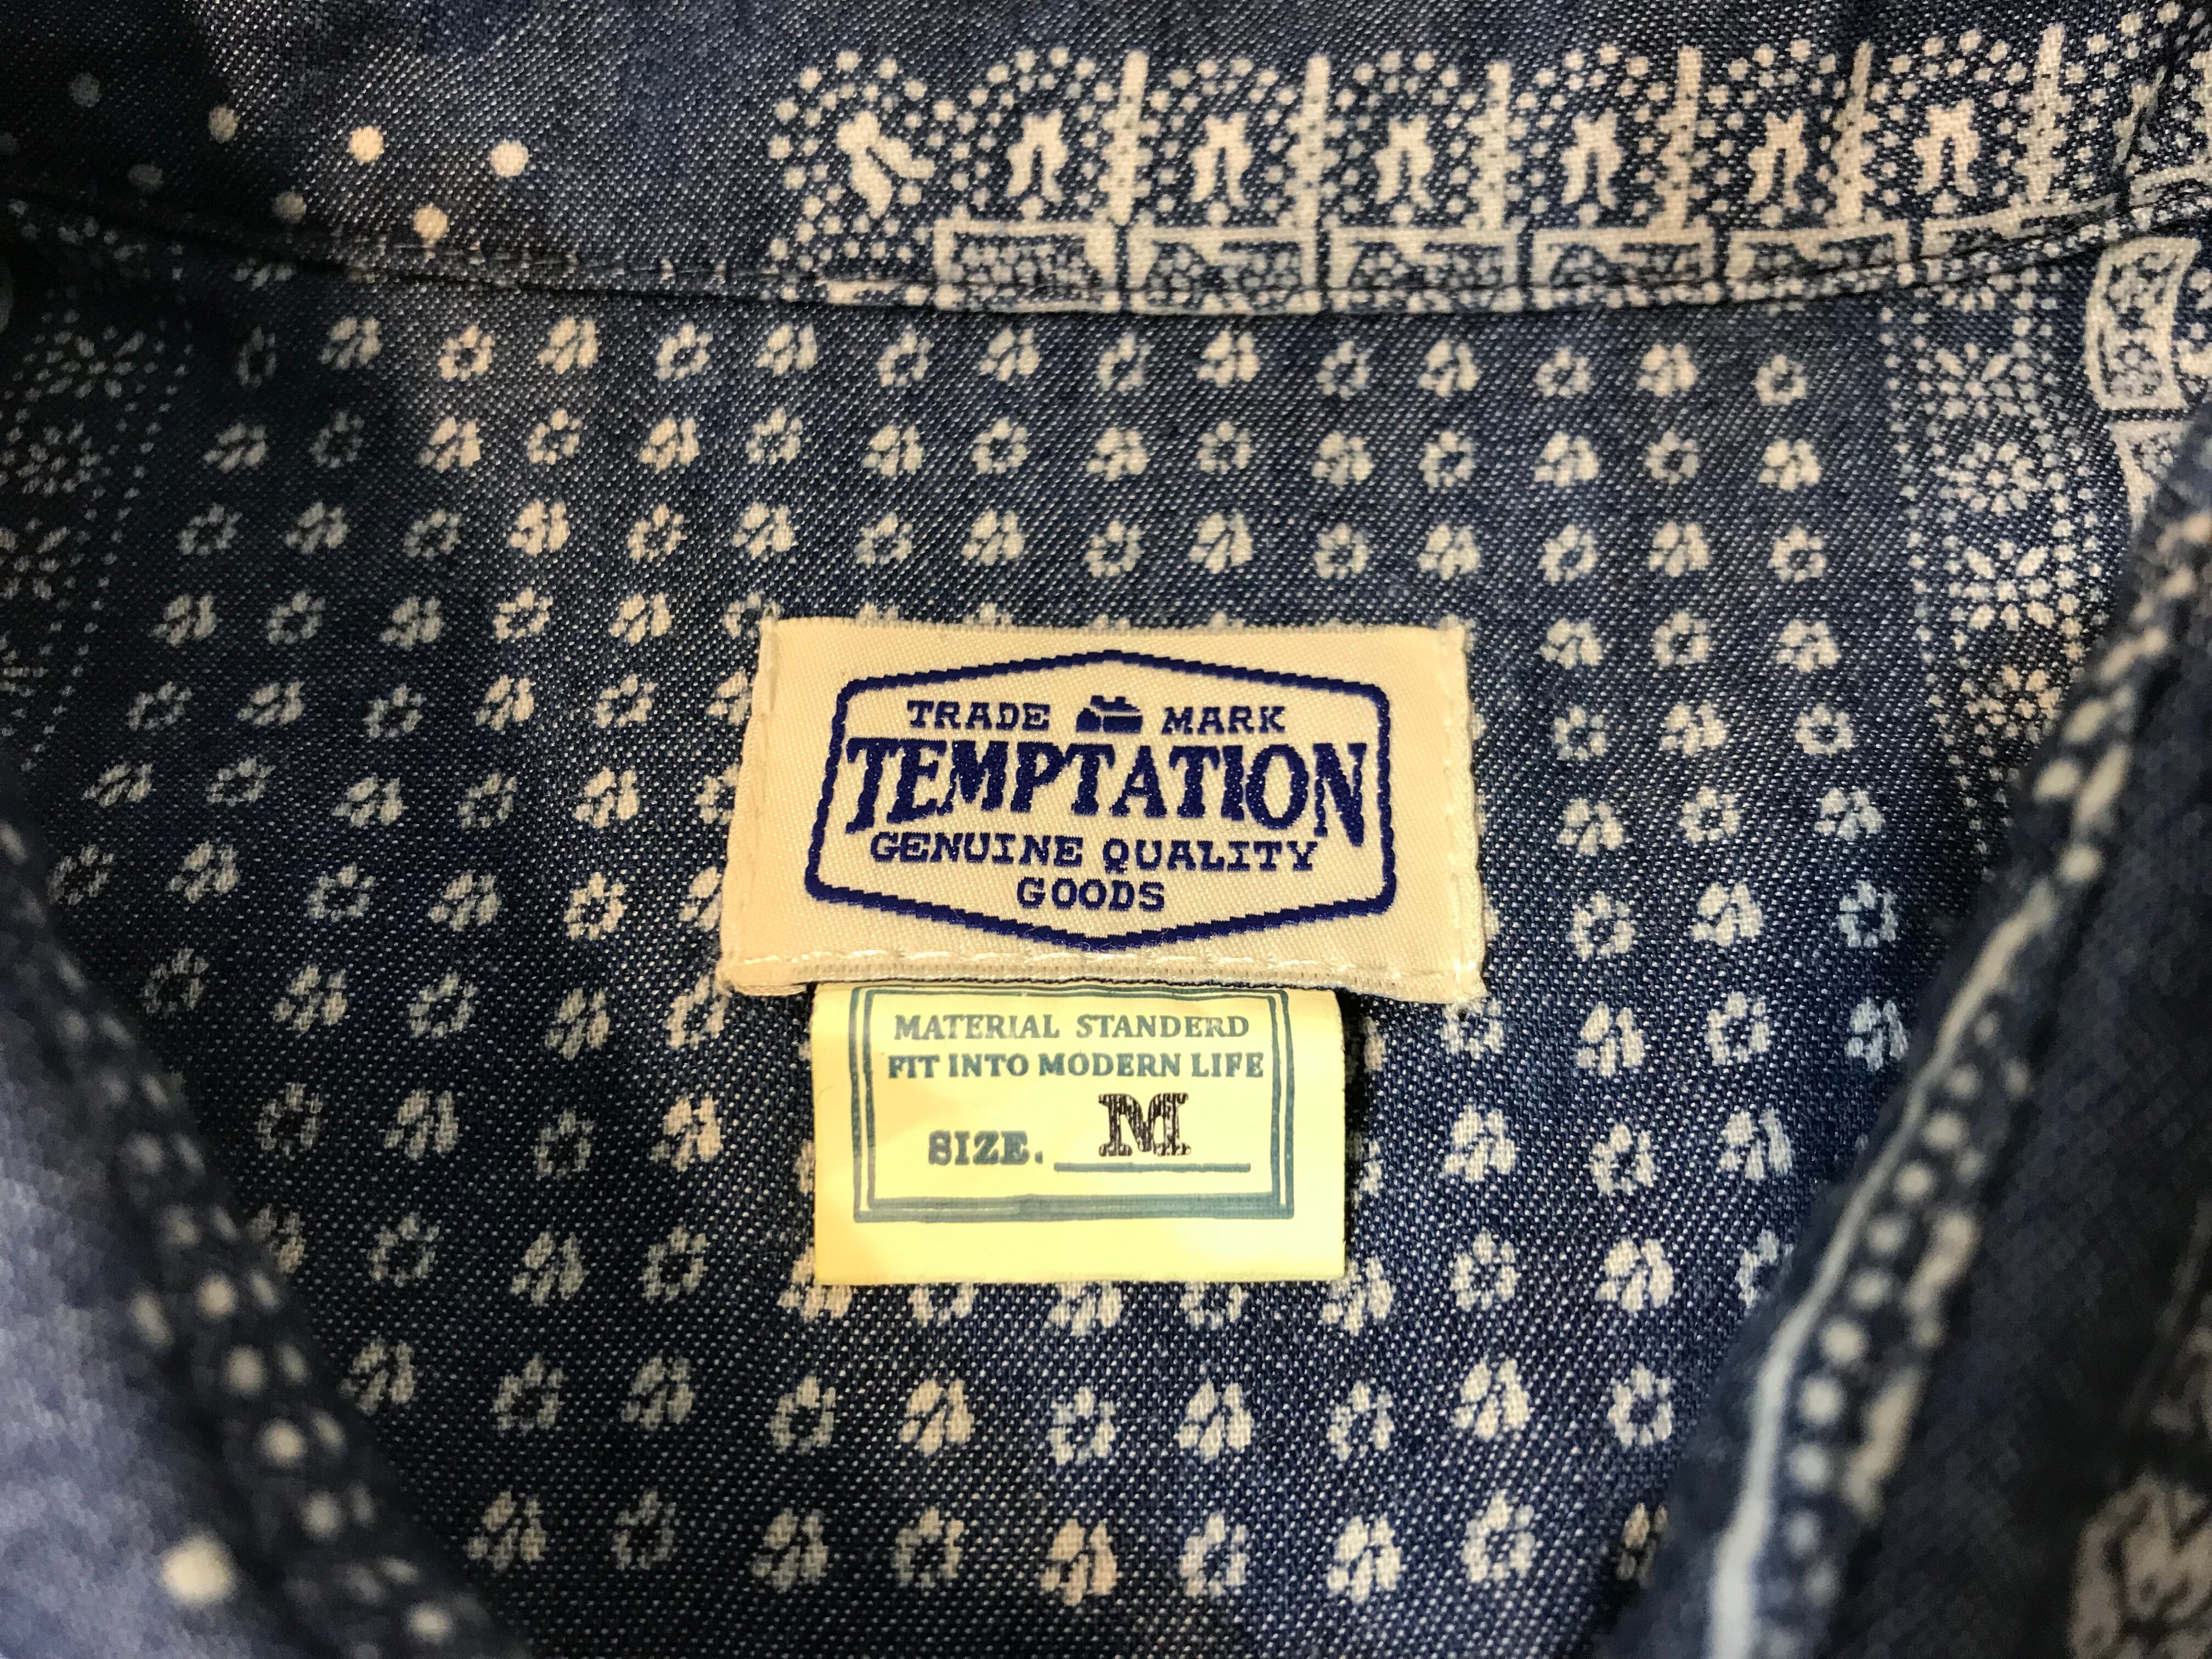 TRADE MARK
TEMPTATION
GENUINE QUALITY
GOODS
MATERIAL STANDERD
FIT INTO MODERN LIFE
SIZE. M